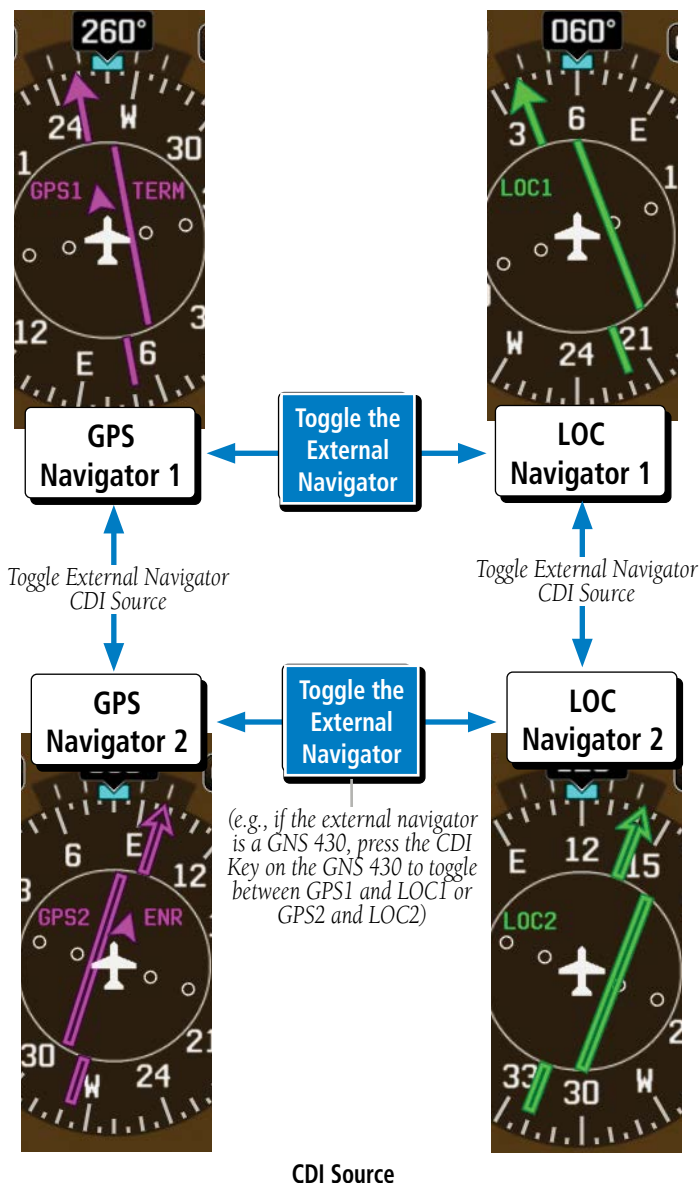 260°
24
W
30
1
GPS1
TERM
12
E
6
3
060°
3
6
E
1
LOC1
W
24
21
GPS
Navigator 1
Toggle the
External
Navigator
LOC
Navigator 1
Toggle External Navigator
CDI Source
Toggle External Navigator
CDI Source
GPS
Navigator 2
Toggle the
External
Navigator
LOC
Navigator 2
(e.g., if the external navigator
is a GNS 430, press the CDI
Key on the GNS 430 to toggle
between GPS1 and LOC1 or
GPS2 and LOC2)
6
E
12
GPS2
ENR
30
W
24
21
E
12
15
LOC2
33
30
W
2
CDI Source